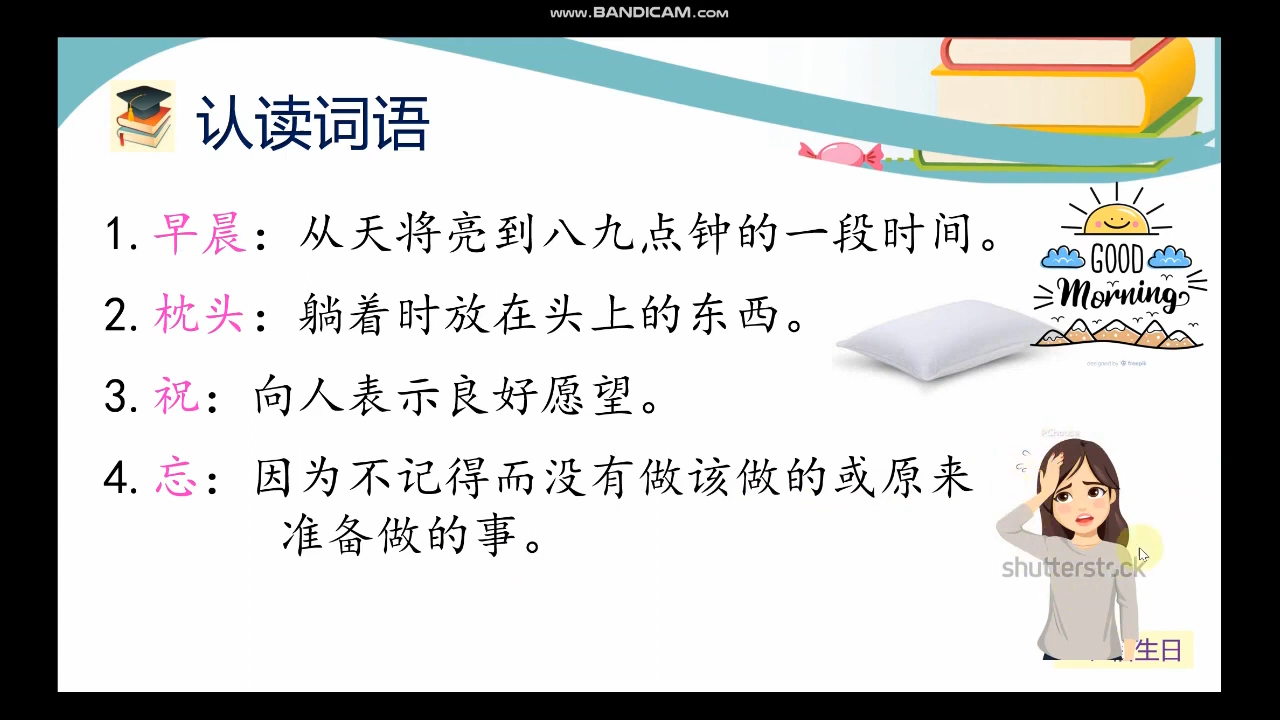 WWW.BANDICAM.COM
认读词语
1.早晨：从天将亮到八九点钟的一段时间。
GOOD
Morning
2.枕头：躺着时放在头上的东西。
designed by freepik
3.祝：向人表示良好愿望。
4.忘：因为不记得而没有做该做的或原来
准备做的事。
shutterstock
生日